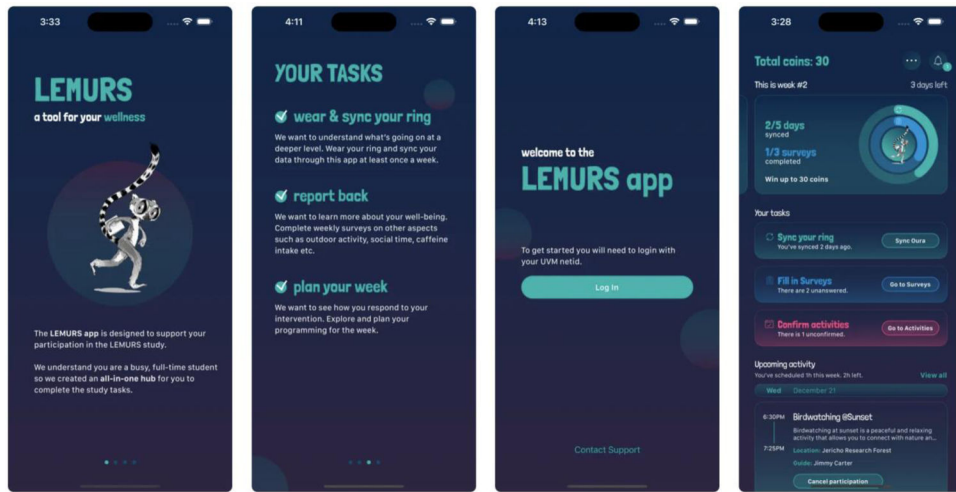 3:33
LEMURS
a tool for your wellness
The LEMURS app is designed to support your
participation in the LEMURS study.
We understand you are a busy, full-time student
so we created an all-in-one hub for you to
complete the study tasks.
4:11
YOUR TASKS
wear & sync your ring
We want to understand what's going on at a
deeper level. Wear your ring and sync your
data through this app at least once a week.
report back
We want to learn more about your well-being.
Complete weekly surveys on other aspects
such as outdoor activity, social time, caffeine
intake etc.
plan your week
We want to see how you respond to your
intervention. Explore and plan your
programming for the week.
4:13
welcome to the
LEMURS app
To get started you will need to login with
your UVM netid.
Log In
Contact Support
3:28
Total coins: 30
This is week #2
3 days left
2/5 days
synced
1/3 surveys
completed
Win up to 30 coins
Your tasks
Sync your ring
You've synced 2 days ago.
Sync Oura
Fill in Surveys
There are 2 unanswered.
Go to Surveys
Confirm activities
There is 1 unconfirmed.
Go to Activities
Upcoming activity
You've scheduled 1h this week. 2h left.
View all
Wed December 21
6:30PM
Birdwatching @Sunset
Birdwatching at sunset is a peaceful and relaxing
activity that allows you to connect with nature an...
7:25PM
Location: Jericho Research Forest
Guide: Jimmy Carter
Cancel participation